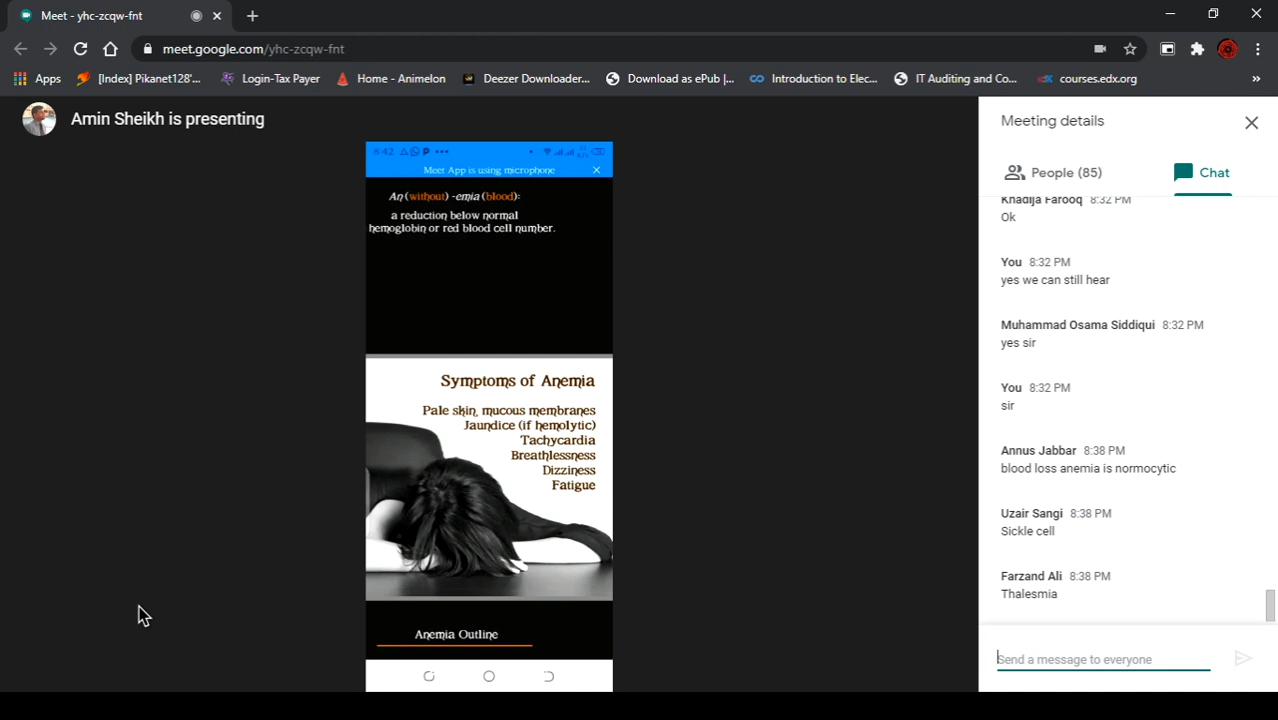 Meet - yhc-zcqw-fnt
meet.google.com/yhc-zcqw-fnt
Apps
[Index] Pikanet128'...
Login-Tax Payer
Home - Animelon
Deezer Downloader...
Download as ePub |...
Introduction to Elec...
IT Auditing and Co...
courses.edx.org
»
Amin Sheikh is presenting
8:42
Meet App is using microphone
An (without) -emia (blood):
a reduction below normal
hemoglobin or red blood cell number.
Symptoms of Anemia
Pale skin, mucous membranes
Jaundice (if hemolytic)
Tachycardia
Breathlessness
Dizziness
Fatigue
Anemia Outline
Meeting details
People (85)
Chat
Khadija Farooq 8:32 PM
Ok
You 8:32 PM
yes we can still hear
Muhammad Osama Siddiqui 8:32 PM
yes sir
You 8:32 PM
sir
Annus Jabbar 8:38 PM
blood loss anemia is normocytic
Uzair Sangi 8:38 PM
Sickle cell
Farzand Ali 8:38 PM
Thalesmia
Send a message to everyone